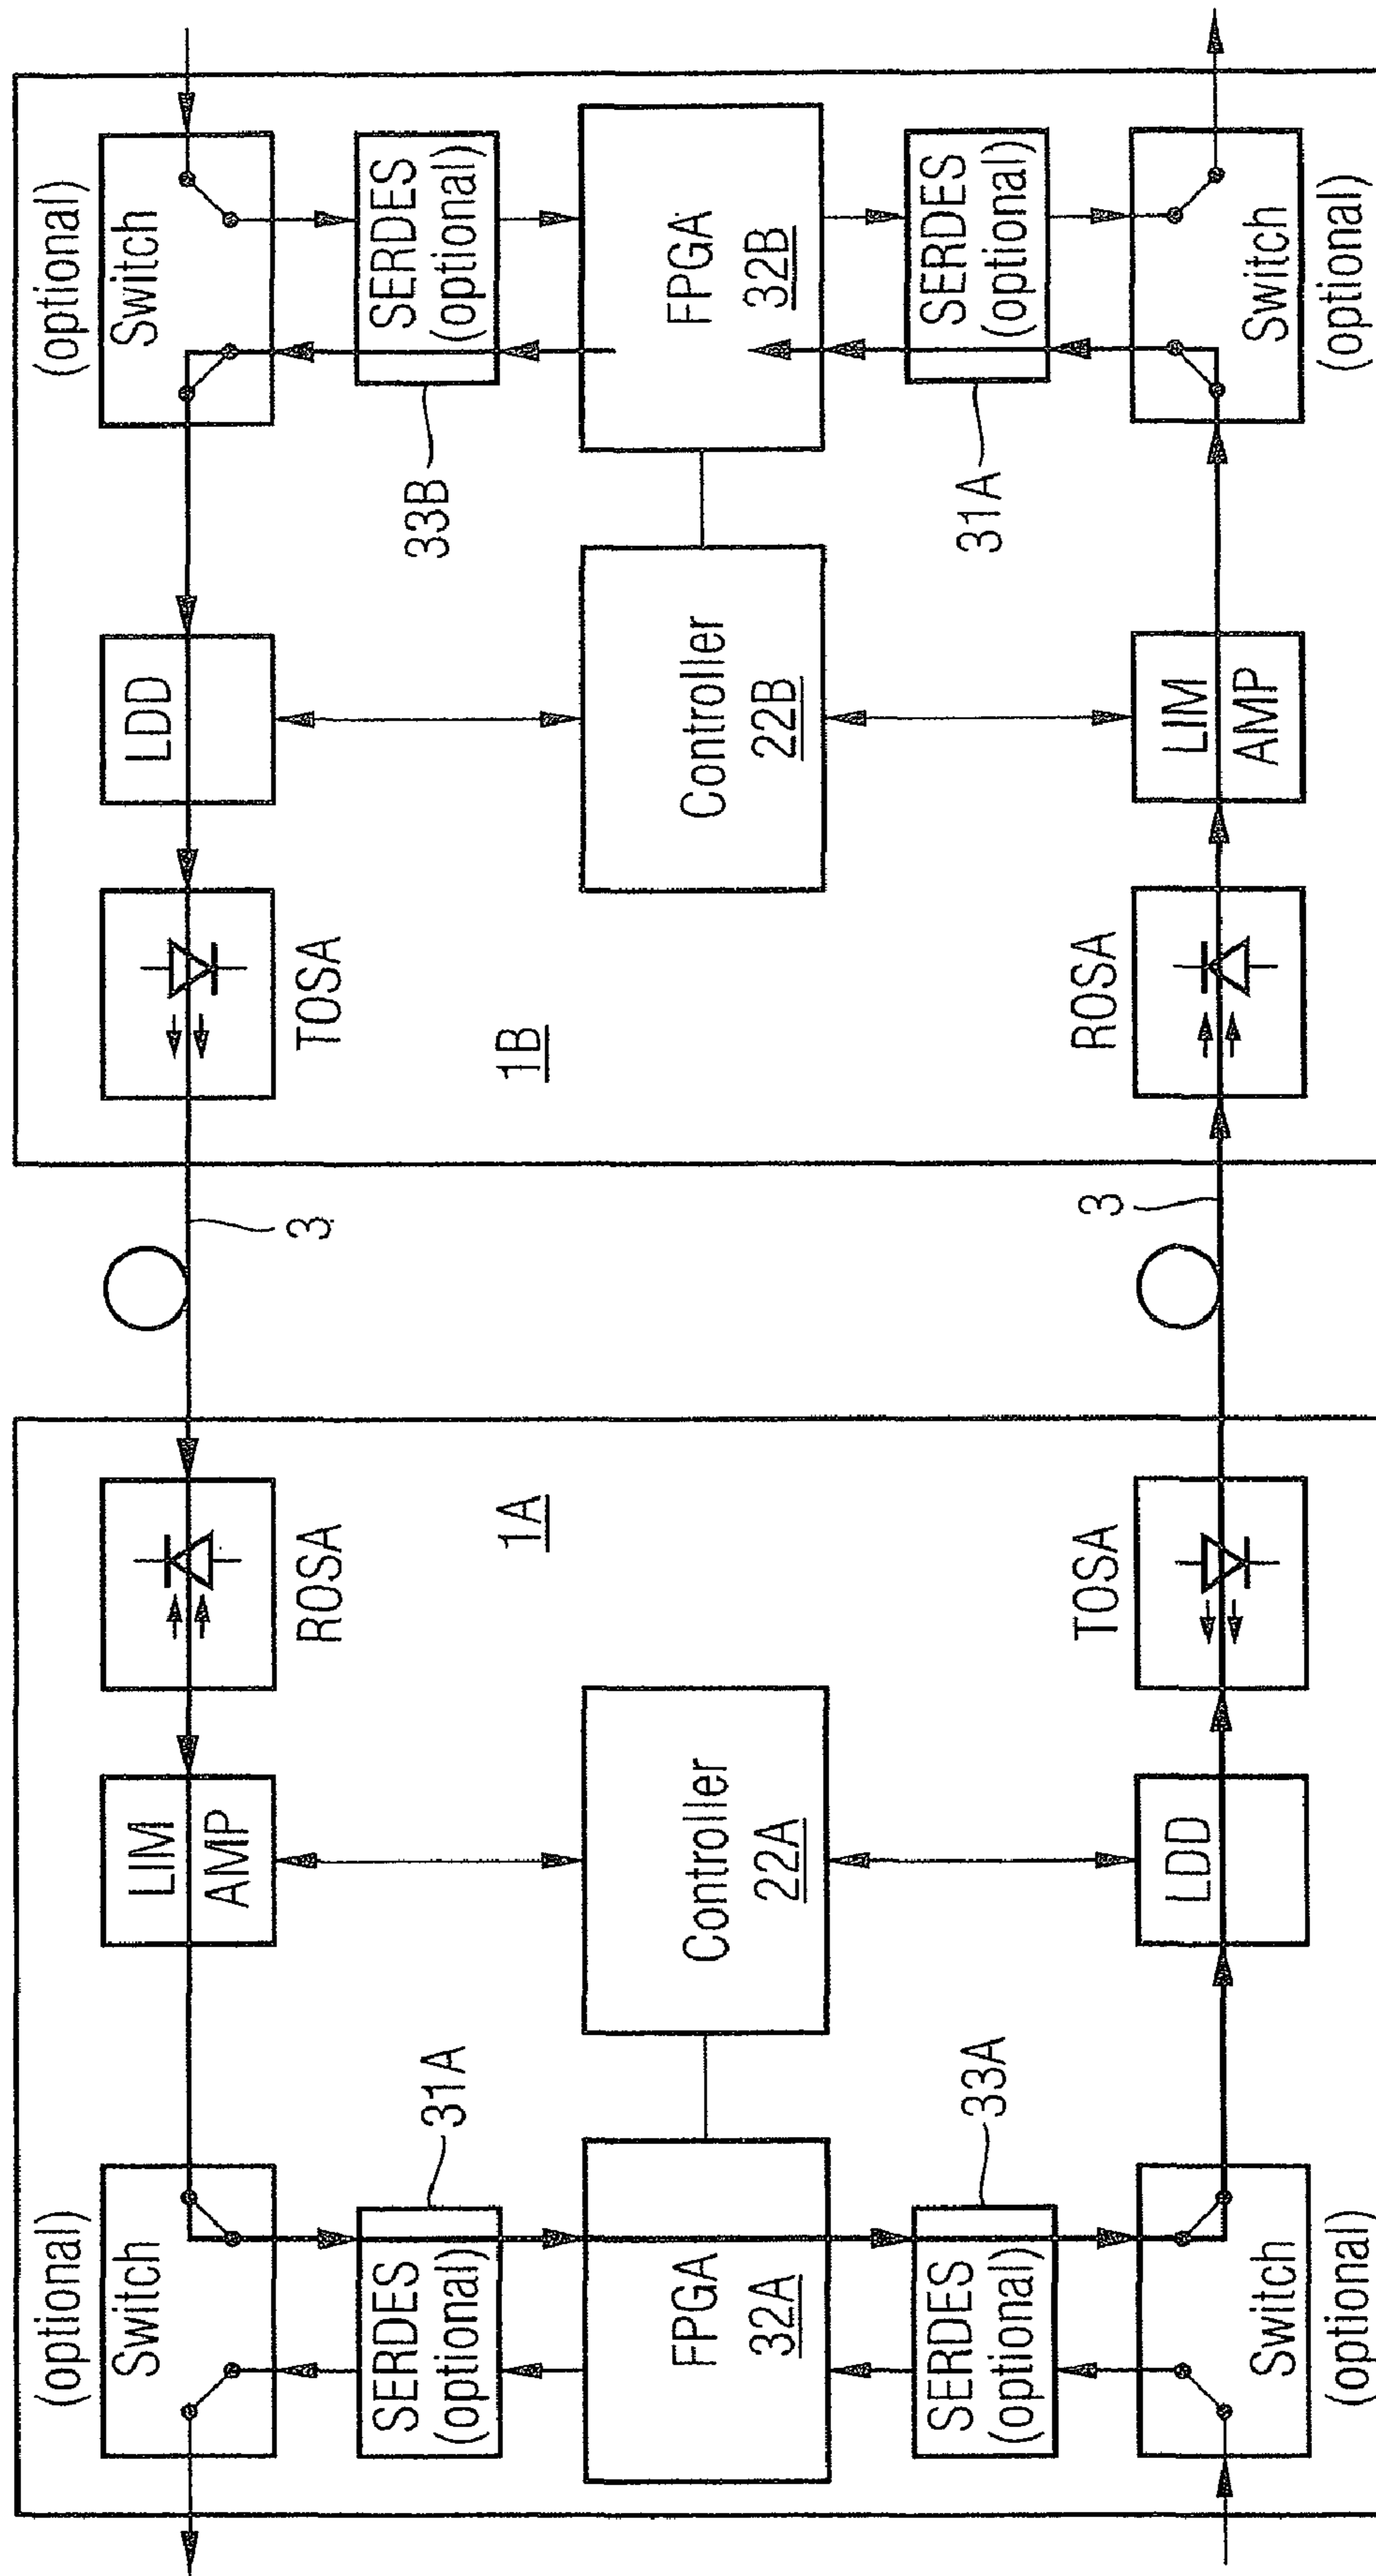 (optional)
Switch
LIM
AMP
ROSA
3
TOSA
LDD
(optional)
Switch
SERDES
(optional)
31A
1A
1B
33B
SERDES
(optional)
FPGA
32A
Controller
22A
Controller
22B
FPGA
32B
SERDES
(optional)
33A
31A
SERDES
(optional)
TOSA
3
ROSA
Switch
(optional)
LDD
LIM
AMP
Switch
(optional)